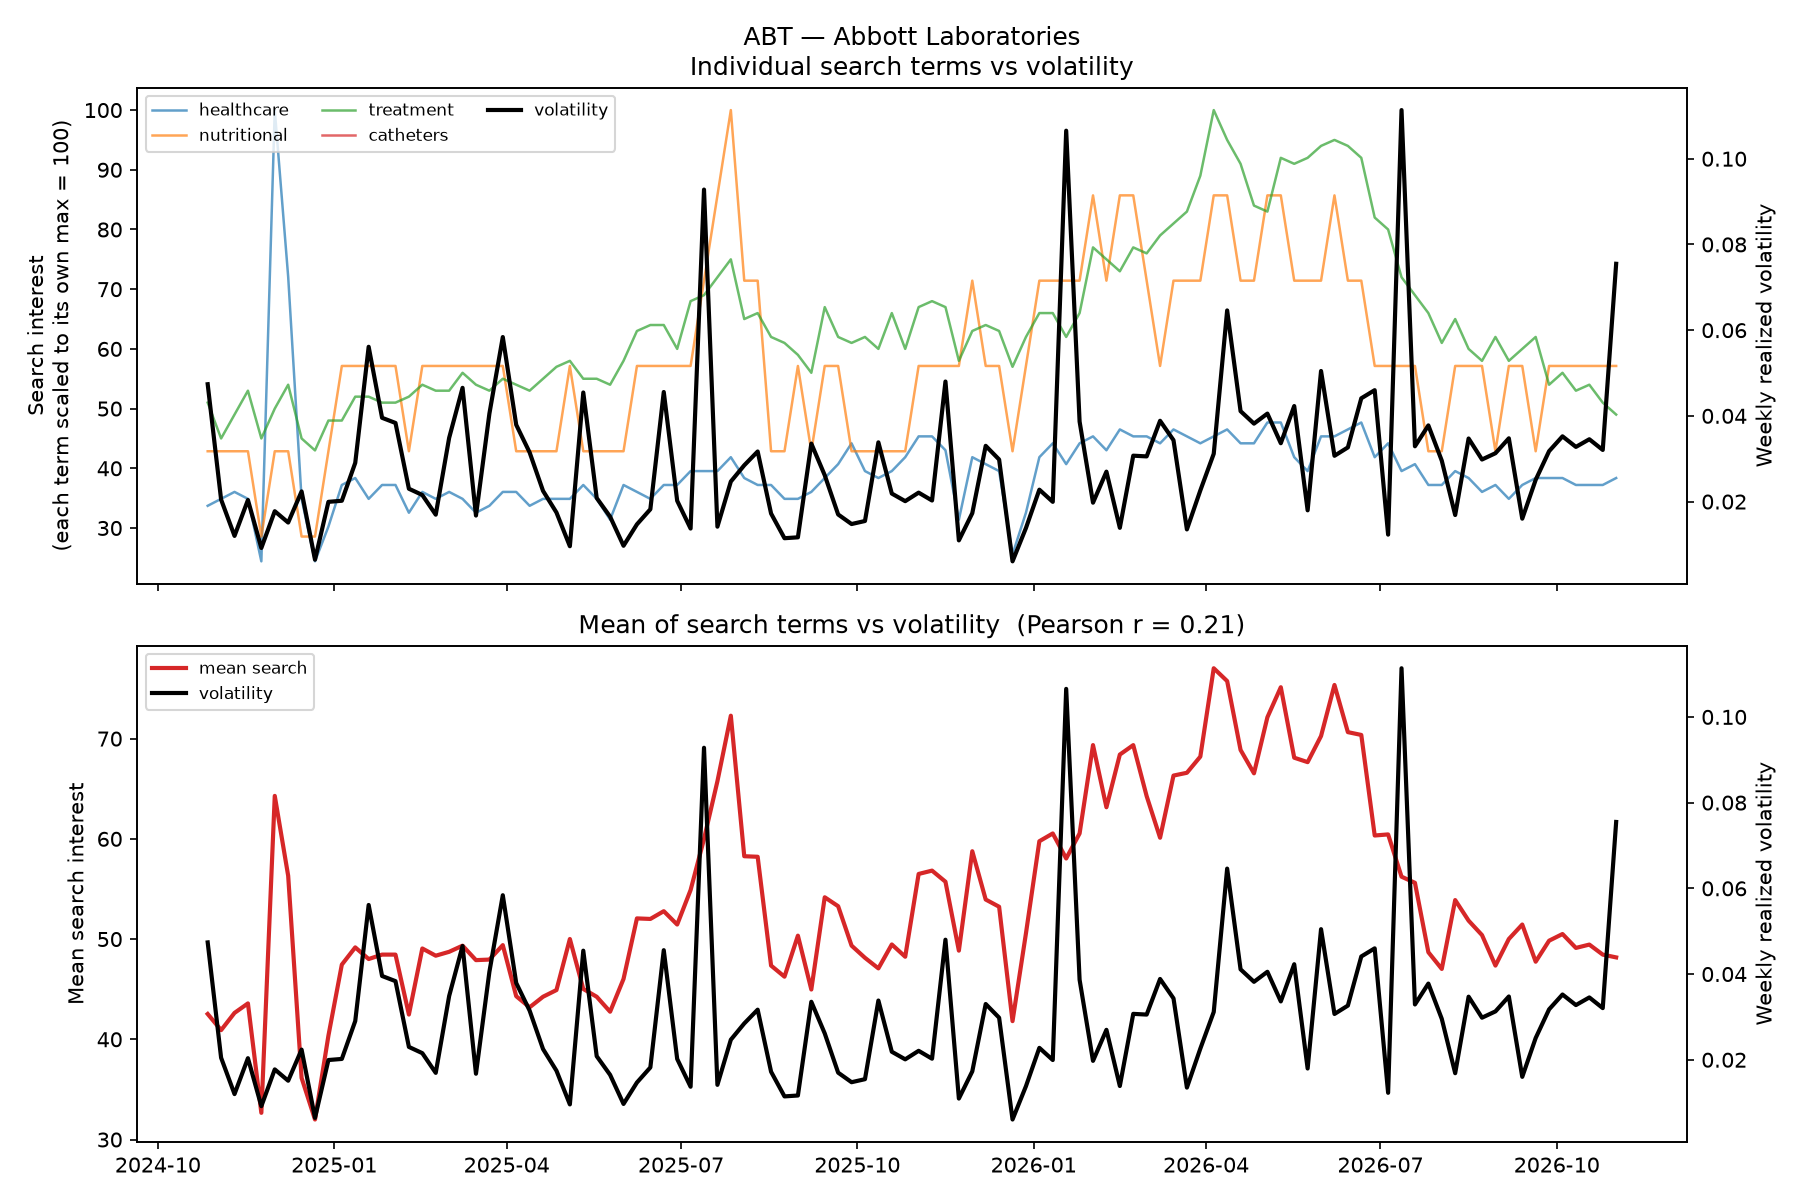 ABT — Abbott Laboratories
Individual search terms vs volatility
healthcare
nutritional
treatment
catheters
volatility
Search interest
(each term scaled to its own max = 100)
100
90
80
70
60
50
40
30
Weekly realized volatility
0.10
0.08
0.06
0.04
0.02
Mean of search terms vs volatility  (Pearson r = 0.21)
mean search
volatility
Mean search interest
70
60
50
40
30
Weekly realized volatility
0.10
0.08
0.06
0.04
0.02
2024-10
2025-01
2025-04
2025-07
2025-10
2026-01
2026-04
2026-07
2026-10